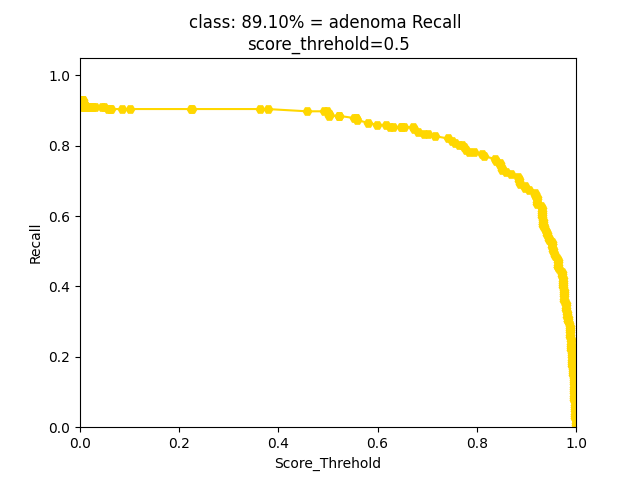 class: 89.10% = adenoma Recall
score_threhold=0.5
Recall
1.0
0.8
0.6
0.4
0.2
0.0
0.0 0.2 0.4 0.6 0.8 1.0
Score_Threhold